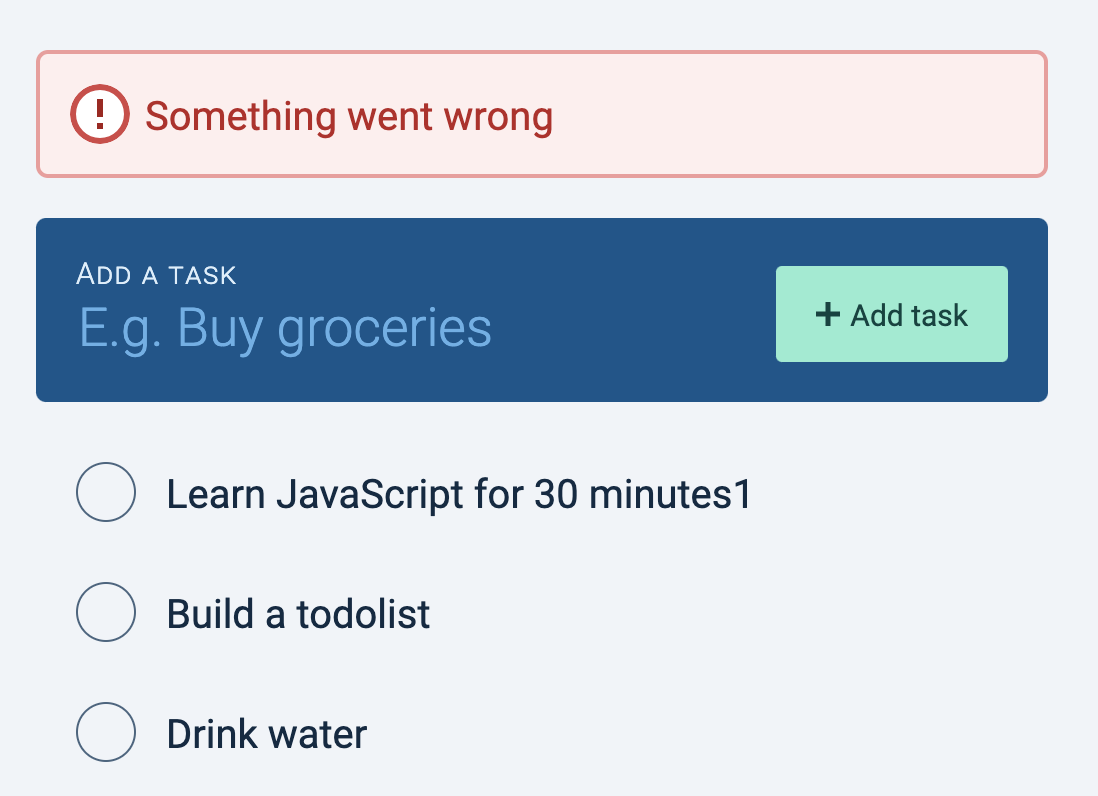 Something went wrong
ADD A TASK
E.g. Buy groceries
+ Add task
Learn JavaScript for 30 minutes1
Build a todolist
Drink water